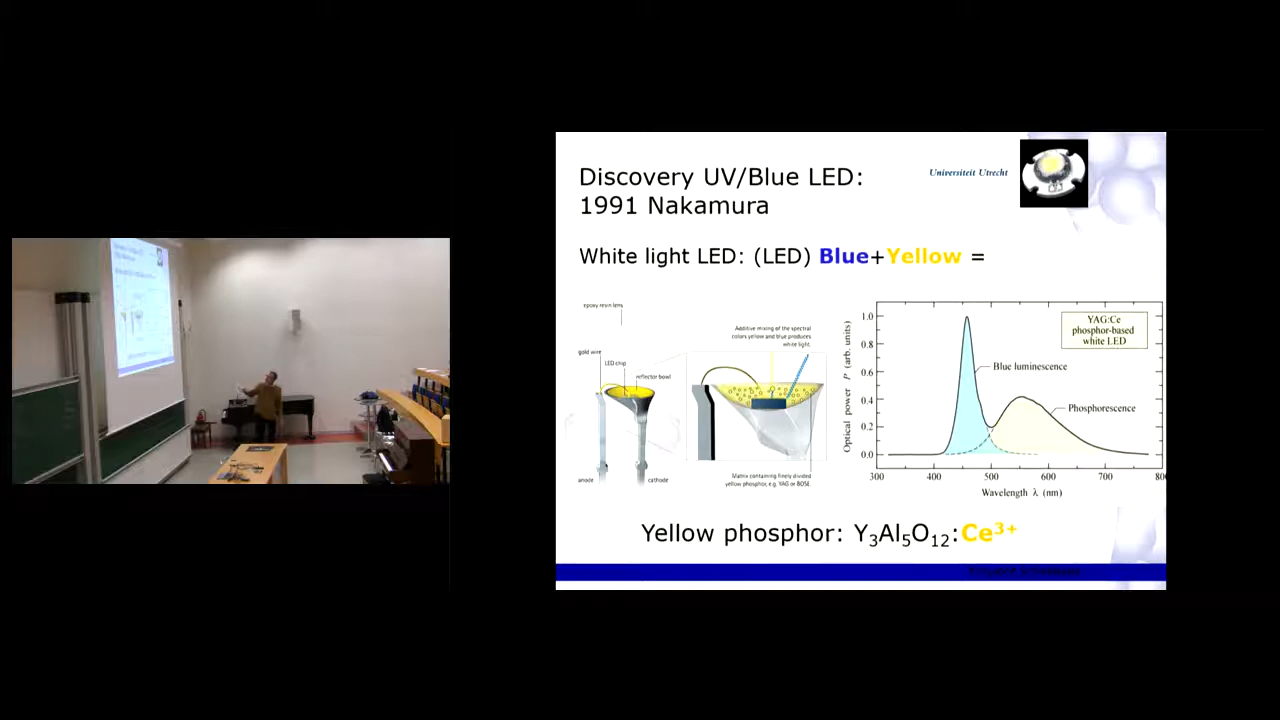 Discovery UV/Blue LED:
1991 Nakamura
Universiteit Utrecht
White light LED: (LED) Blue+Yellow =
epoxy resin lens
gold wire
LED chip
reflector bowl
anode
cathode
Additive mixing of the spectral
colors yellow and blue produces
white light.
Matrix containing finely divided
yellow phosphor, e.g. YAG or BOSE.
Optical power P (arb. units)
1.0
0.8
0.6
0.4
0.2
0.0
YAG:Ce
phosphor-based
white LED
Blue luminescence
Phosphorescence
300 400 500 600 700 80
Wavelength λ (nm)
Yellow phosphor: Y₃Al₅O₁₂:Ce³⁺